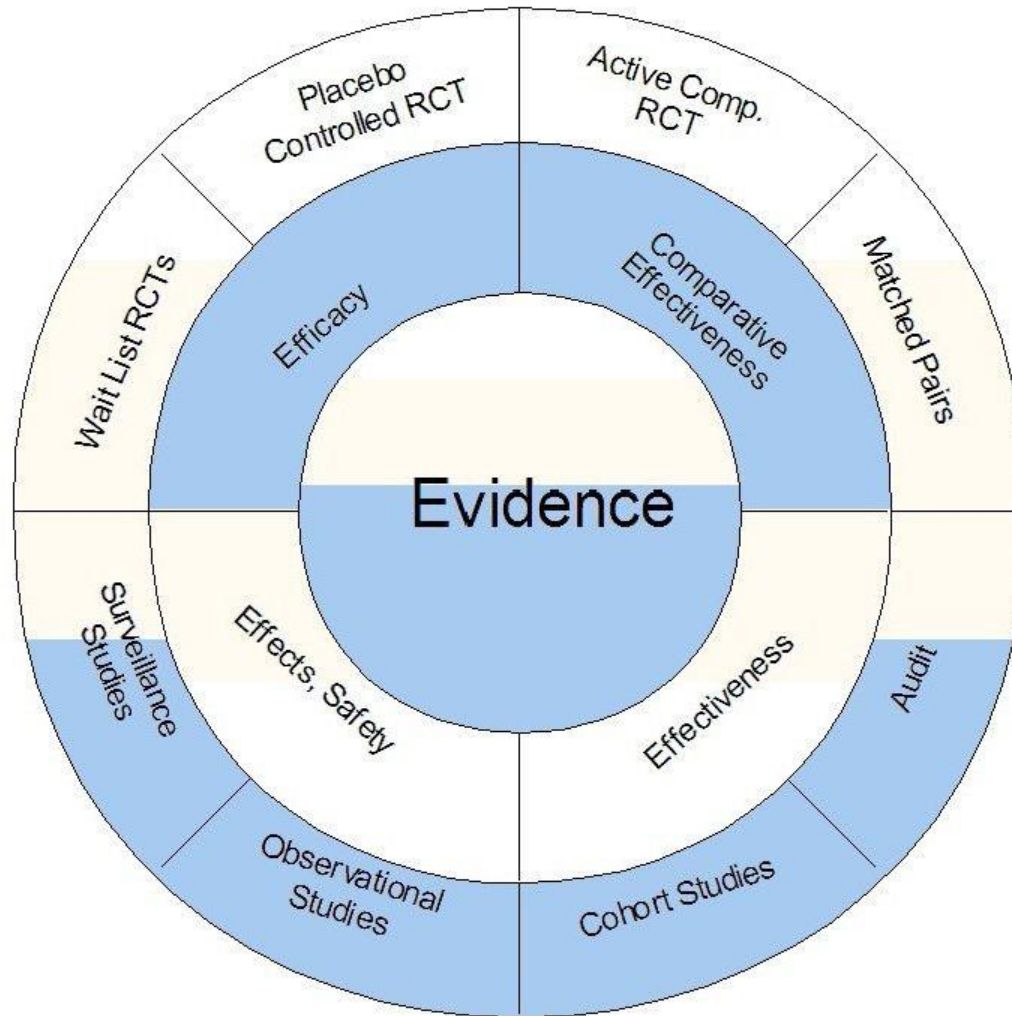 Placebo
Controlled RCT
Active Comp.
RCT
Wait List RCTs
Efficacy
Comparative
Effectiveness
Matched Pairs
Evidence
Surveillance
Studies
Effects, Safety
Effectiveness
Audit
Observational
Studies
Cohort Studies